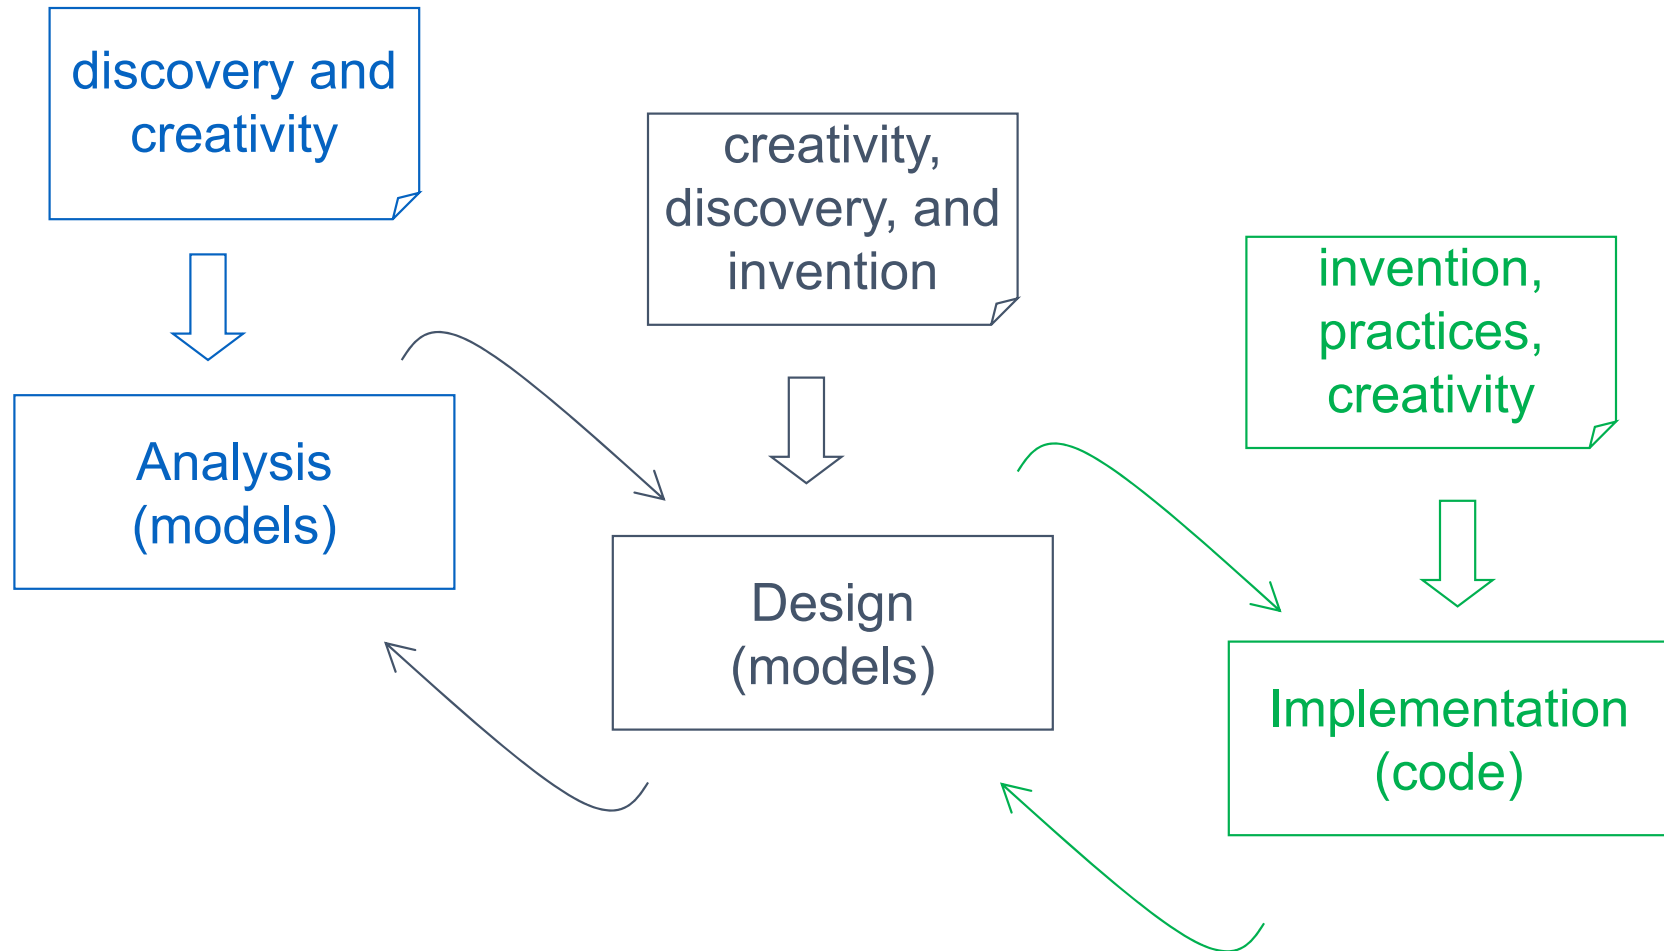 discovery and
creativity
creativity,
discovery, and
invention
invention,
practices,
creativity
Analysis
(models)
Design
(models)
Implementation
(code)